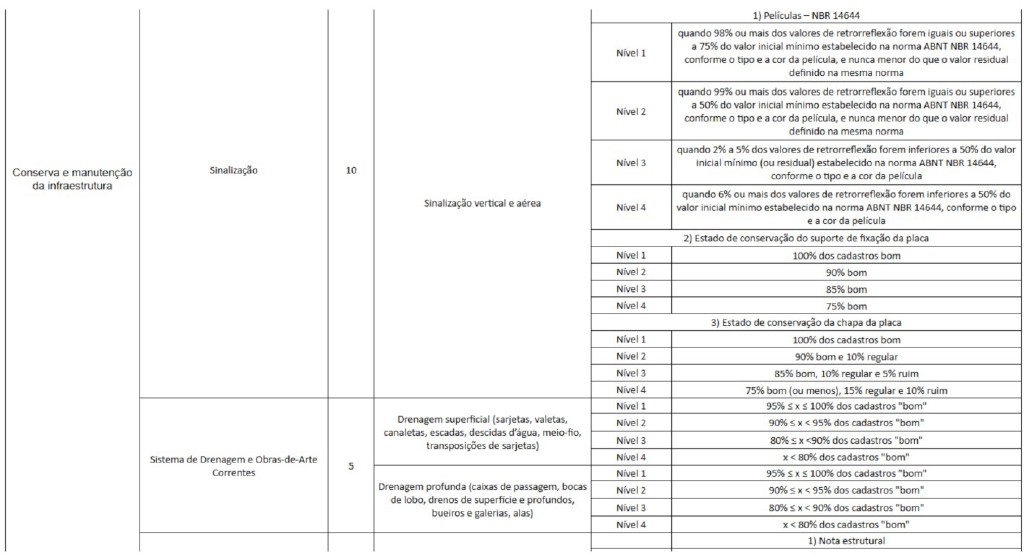 1) Películas – NBR 14644
Nível 1
quando 98% ou mais dos valores de retrorreflexão forem iguais ou superiores
a 75% do valor inicial mínimo estabelecido na norma ABNT NBR 14644,
conforme o tipo e a cor da película, e nunca menor do que o valor residual
definido na mesma norma
Nível 2
quando 99% ou mais dos valores de retrorreflexão forem iguais ou superiores
a 50% do valor inicial mínimo estabelecido na norma ABNT NBR 14644,
conforme o tipo e a cor da película, e nunca menor do que o valor residual
definido na mesma norma
Conserva e manutenção
da infraestrutura
Sinalização
10
Sinalização vertical e aérea
Nível 3
quando 2% a 5% dos valores de retrorreflexão forem inferiores a 50% do valor
inicial mínimo (ou residual) estabelecido na norma ABNT NBR 14644,
conforme o tipo e a cor da película
Nível 4
quando 6% ou mais dos valores de retrorreflexão forem inferiores a 50% do
valor inicial mínimo estabelecido na norma ABNT NBR 14644, conforme o tipo
e a cor da película
2) Estado de conservação do suporte de fixação da placa
Nível 1
100% dos cadastros bom
Nível 2
90% bom
Nível 3
85% bom
Nível 4
75% bom
3) Estado de conservação da chapa da placa
Nível 1
100% dos cadastros bom
Nível 2
90% bom e 10% regular
Nível 3
85% bom, 10% regular e 5% ruim
Nível 4
75% bom (ou menos), 15% regular e 10% ruim
Sistema de Drenagem e Obras-de-Arte
Correntes
5
Drenagem superficial (sarjetas, valetas,
canaletas, escadas, descidas d'água, meio-fio,
transposições de sarjetas)
Nível 1
95% ≤ x ≤ 100% dos cadastros "bom"
Nível 2
90% ≤ x < 95% dos cadastros "bom"
Nível 3
80% ≤ x <90% dos cadastros "bom"
Nível 4
x < 80% dos cadastros "bom"
Drenagem profunda (caixas de passagem, bocas
de lobo, drenos de superfície e profundos,
bueiros e galerias, alas)
Nível 1
95% ≤ x ≤ 100% dos cadastros "bom"
Nível 2
90% ≤ x < 95% dos cadastros "bom"
Nível 3
80% ≤ x < 90% dos cadastros "bom"
Nível 4
x < 80% dos cadastros "bom"
1) Nota estrutural